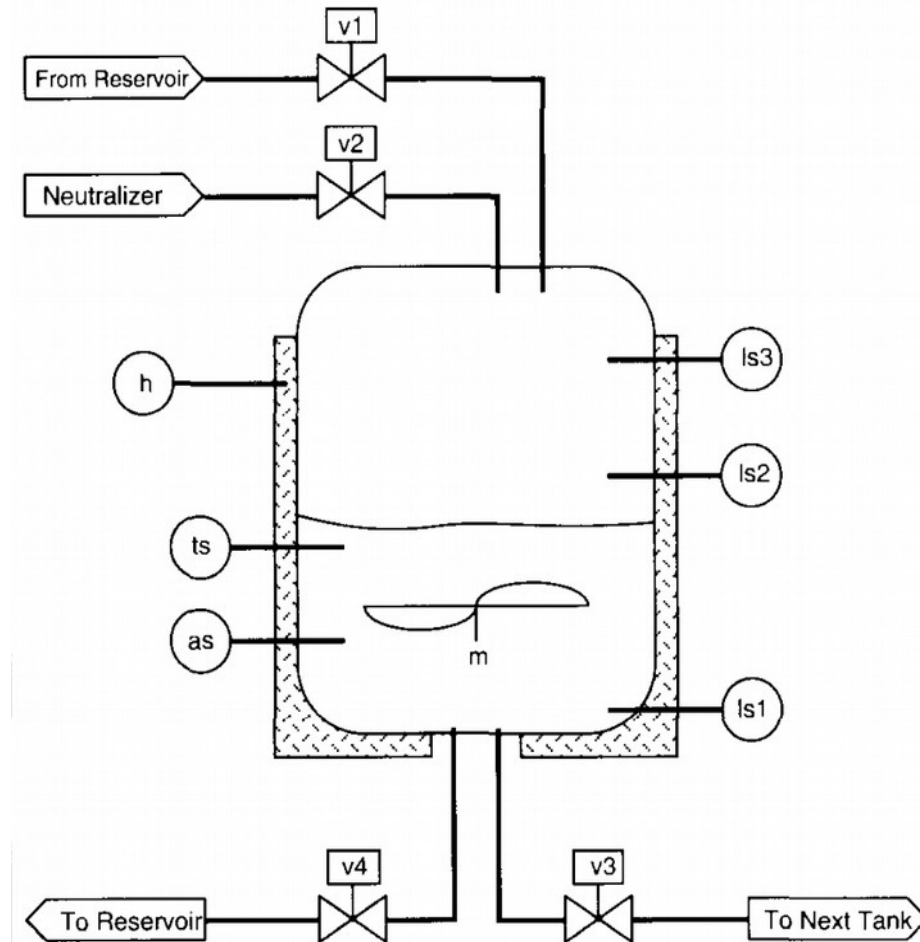 v1
From Reservoir
v2
Neutralizer
ls3
h
ls2
ts
as
m
ls1
v4
v3
To Reservoir
To Next Tank